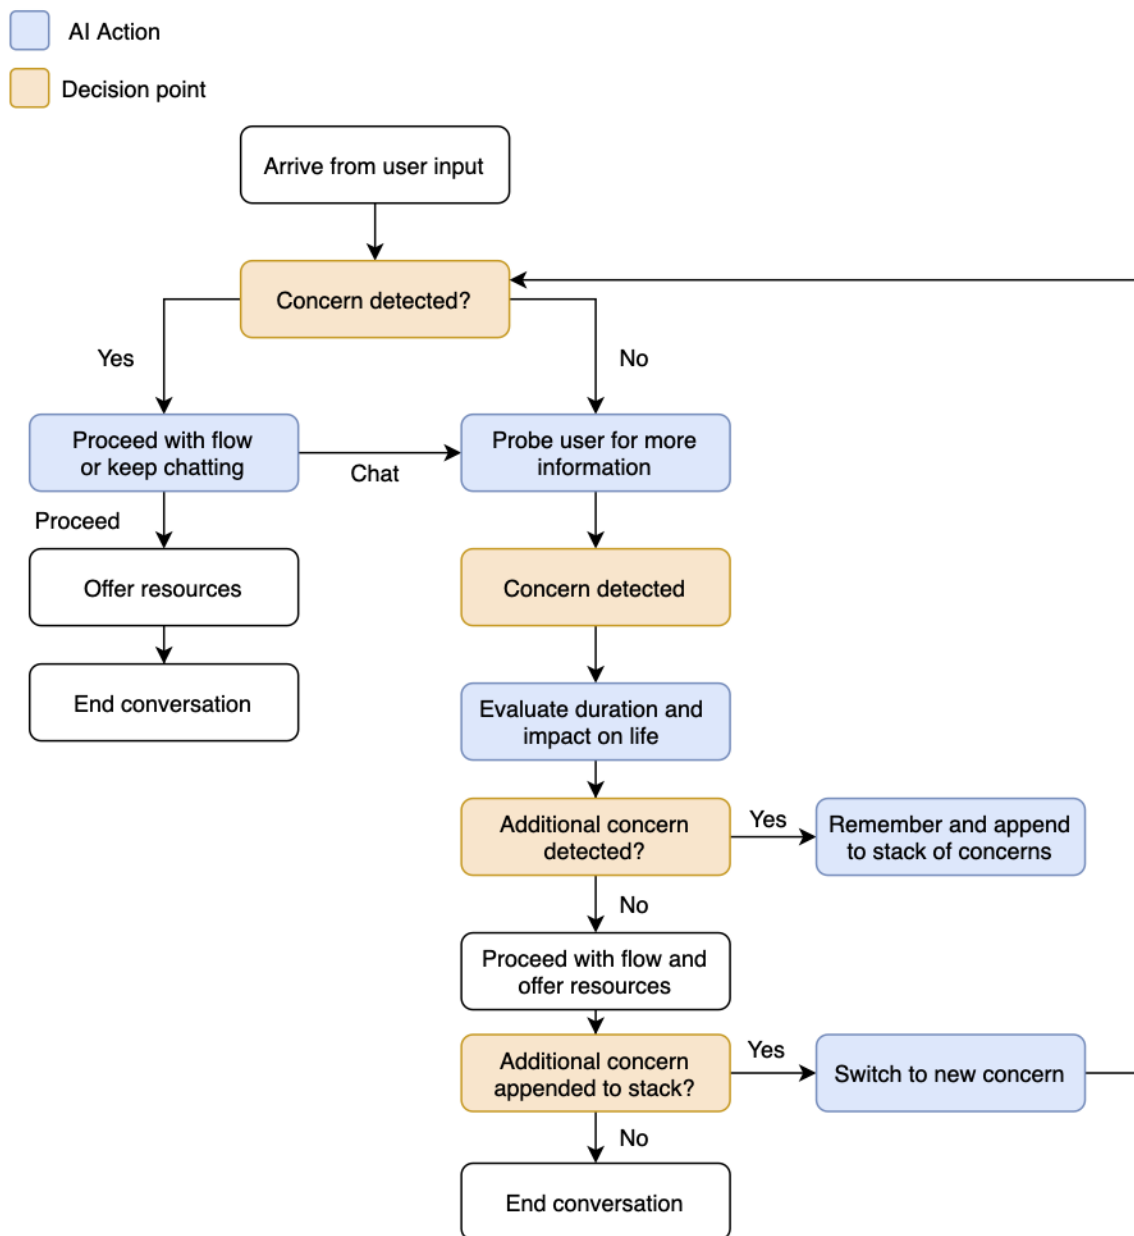 AI Action
Decision point
Arrive from user input
Concern detected?
Yes
No
Proceed with flow
or keep chatting
Chat
Probe user for more
information
Proceed
Offer resources
Concern detected
End conversation
Evaluate duration and
impact on life
Additional concern
detected?
Yes
Remember and append
to stack of concerns
No
Proceed with flow and
offer resources
Additional concern
appended to stack?
Yes
Switch to new concern
No
End conversation